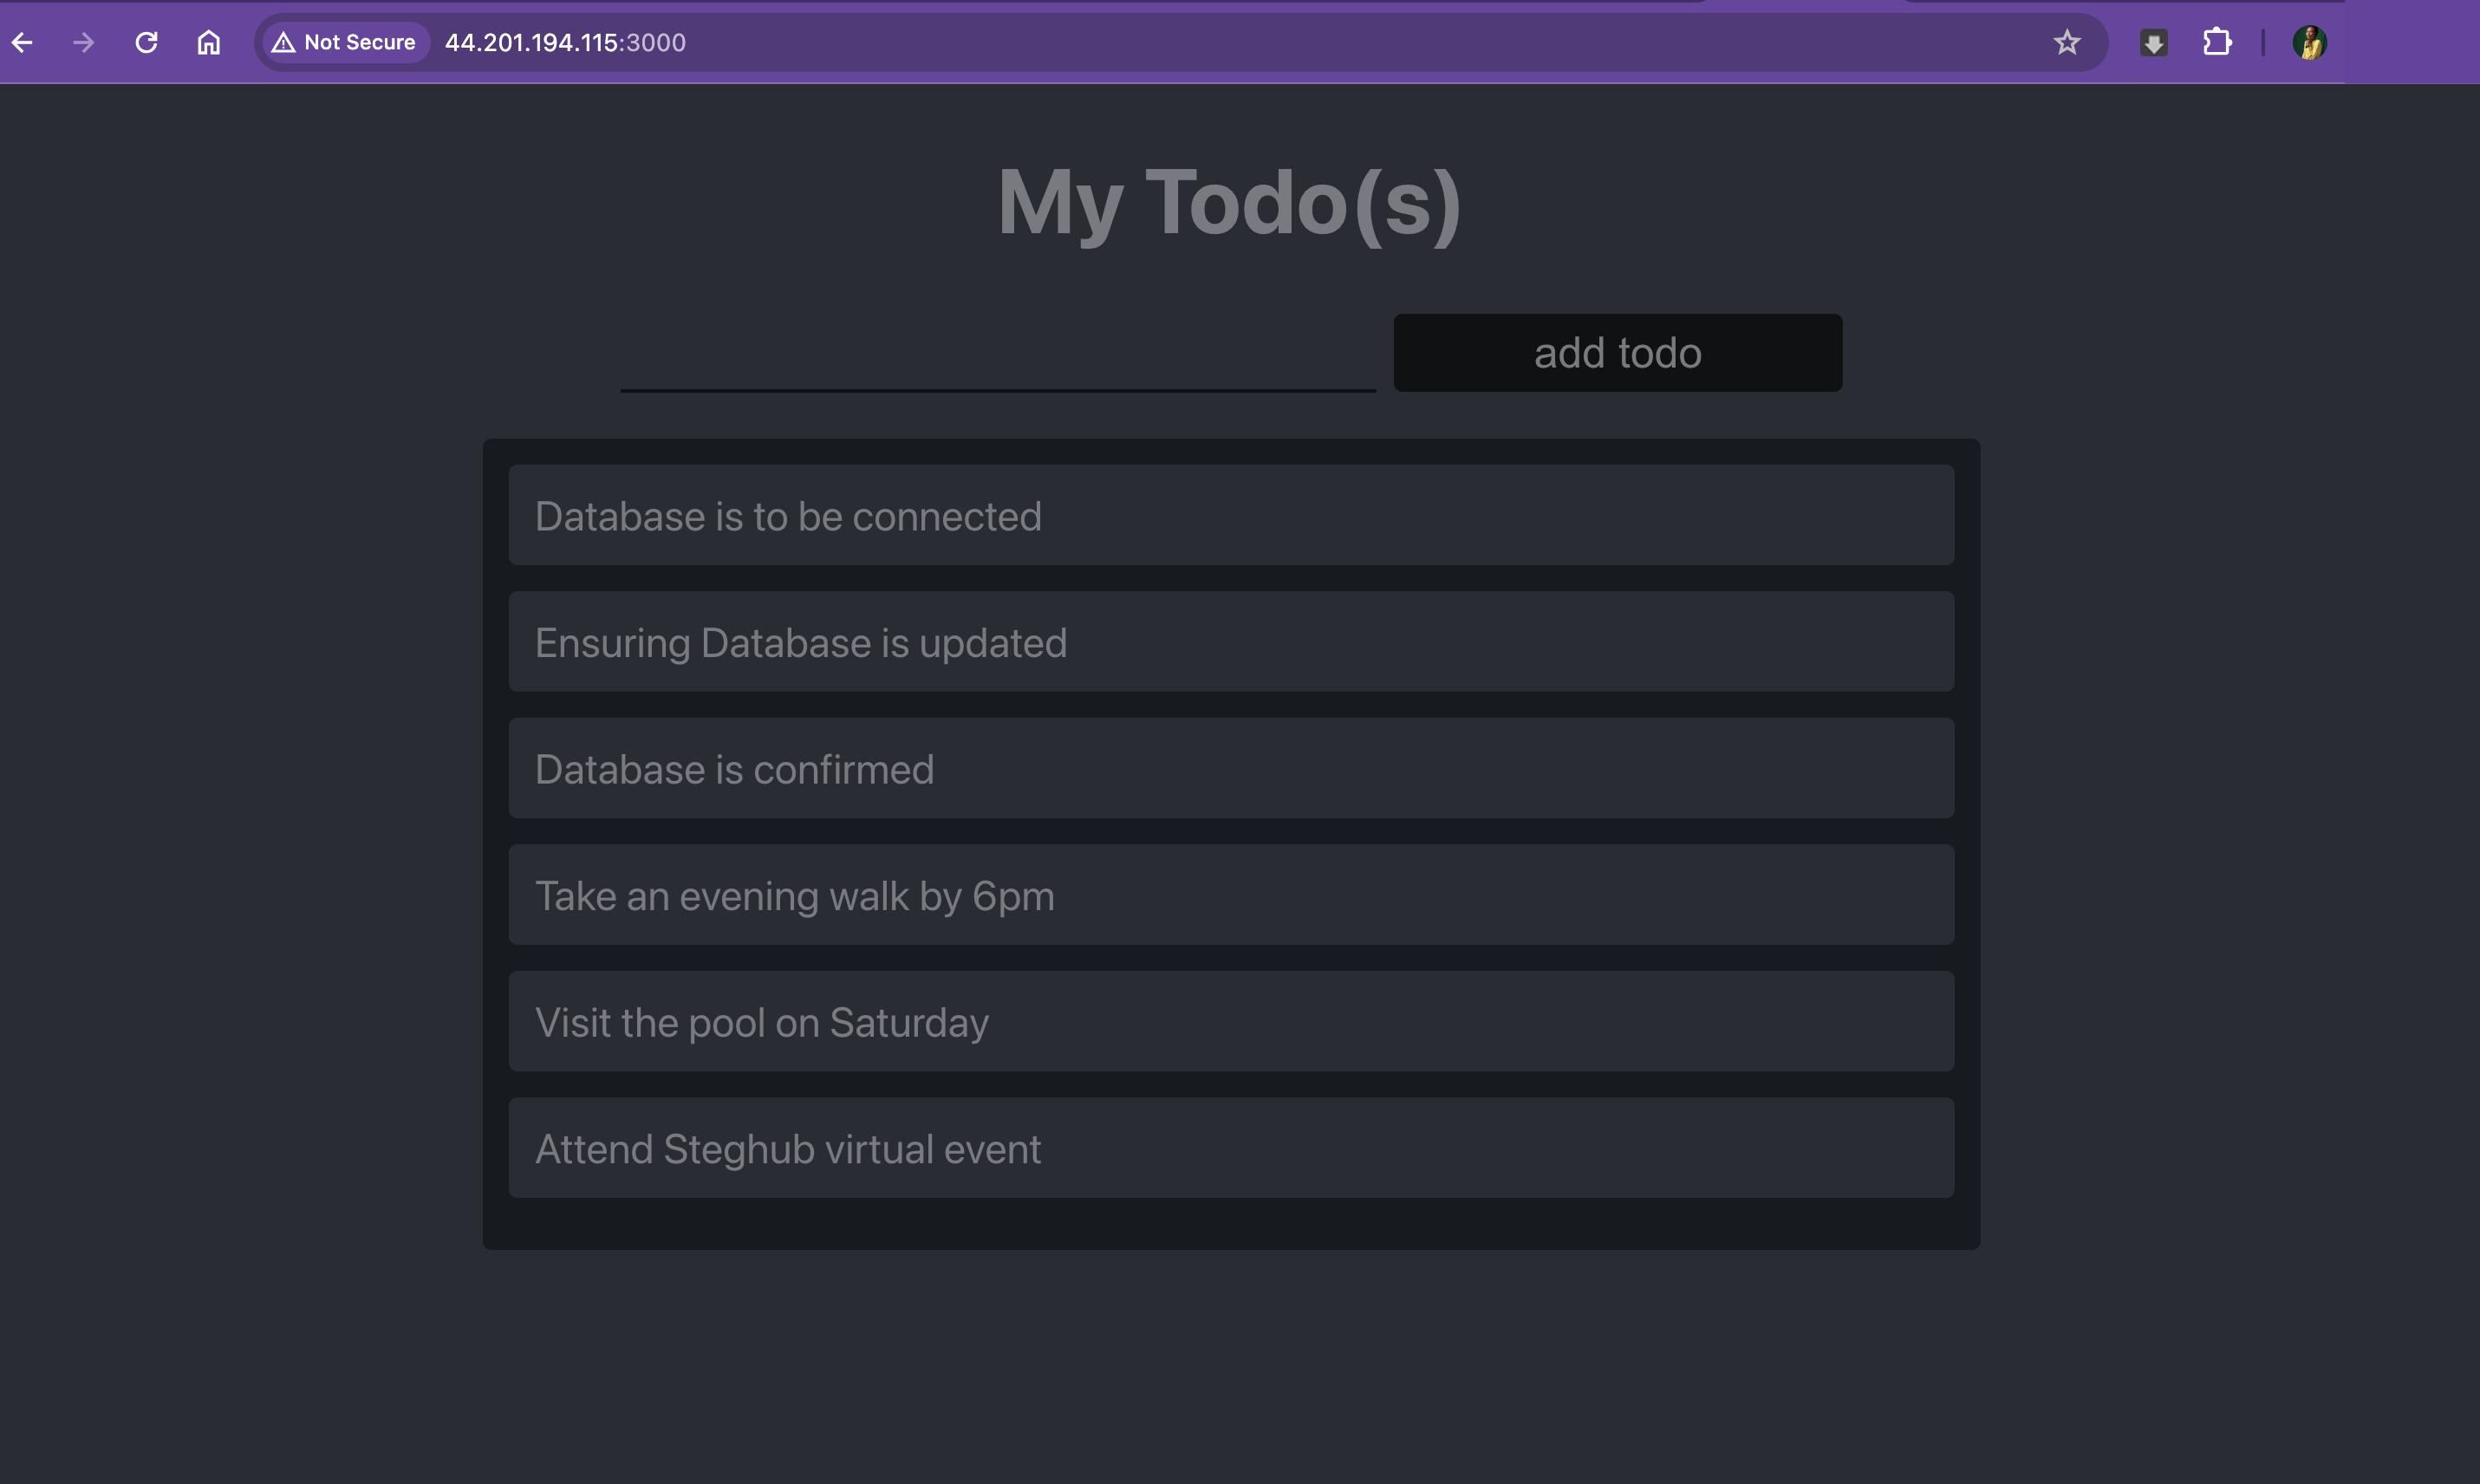 Not Secure 44.201.194.115:3000
My Todo(s)
add todo
Database is to be connected
Ensuring Database is updated
Database is confirmed
Take an evening walk by 6pm
Visit the pool on Saturday
Attend Steghub virtual event